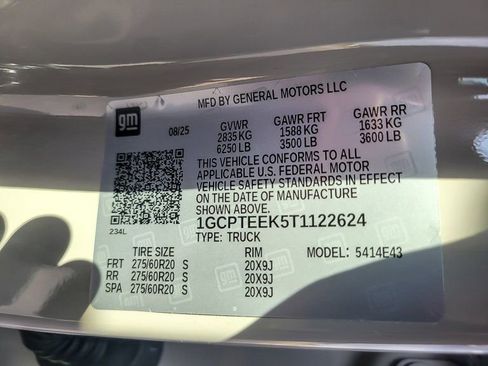 MFD BY GENERAL MOTORS LLC
gm
08/25
GVWR GAWR FRT GAWR RR
2835 KG 1588 KG 1633 KG
6250 LB 3500 LB 3600 LB
THIS VEHICLE CONFORMS TO ALL
APPLICABLE U.S. FEDERAL MOTOR
VEHICLE SAFETY STANDARDS IN EFFECT
ON THE DATE OF MANUFACTURE
SHOWN ABOVE.
234L
1GCPTEEK5T1122624
TYPE: TRUCK
TIRE SIZE RIM MODEL: 5414E43
FRT 275/60R20 S 20X9J
RR 275/60R20 S 20X9J
SPA 275/60R20 S 20X9J